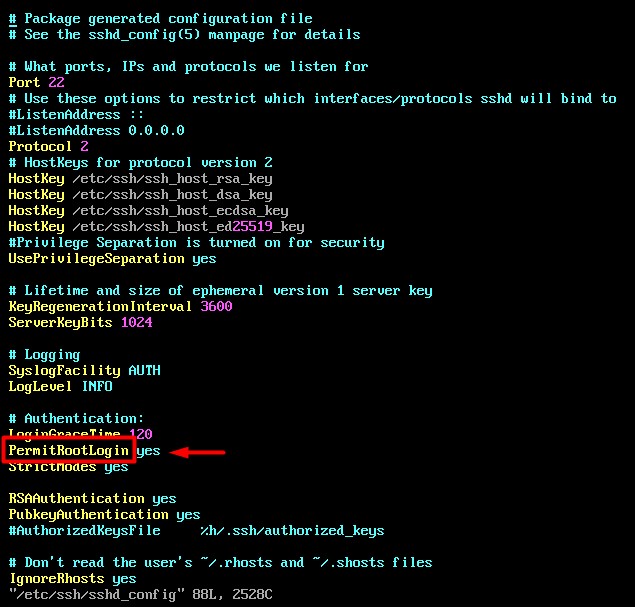 # Package generated configuration file
# See the sshd_config(5) manpage for details
# What ports, IPs and protocols we listen for
Port 22
# Use these options to restrict which interfaces/protocols sshd will bind to
#ListenAddress ::
#ListenAddress 0.0.0.0
Protocol 2
# HostKeys for protocol version 2
HostKey /etc/ssh/ssh_host_rsa_key
HostKey /etc/ssh/ssh_host_dsa_key
HostKey /etc/ssh/ssh_host_ecdsa_key
HostKey /etc/ssh/ssh_host_ed25519_key
#Privilege Separation is turned on for security
UsePrivilegeSeparation yes
# Lifetime and size of ephemeral version 1 server key
KeyRegenerationInterval 3600
ServerKeyBits 1024
# Logging
SyslogFacility AUTH
LogLevel INFO
# Authentication:
LoginGraceTime 120
PermitRootLogin yes
StrictModes yes
RSAAuthentication yes
PubkeyAuthentication yes
#AuthorizedKeysFile     %h/.ssh/authorized_keys
# Don't read the user's ~/.rhosts and ~/.shosts files
IgnoreRhosts yes
"/etc/ssh/sshd_config" 88L, 2528C